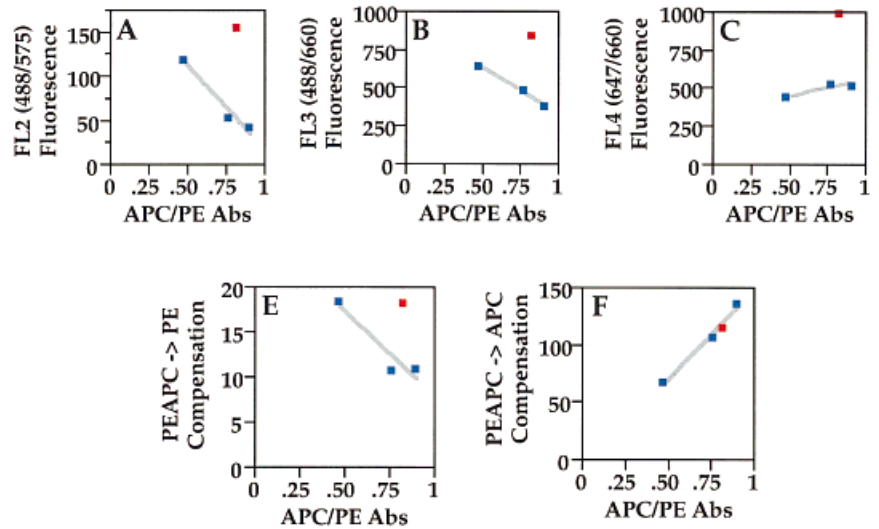 A
FL2 (488/575)
Fluorescence
150
100
50
0
0 .25 .50 .75 1
APC/PE Abs
B
FL3 (488/660)
Fluorescence
1000
750
500
250
0
0 .25 .50 .75 1
APC/PE Abs
C
FL4 (647/660)
Fluorescence
1000
750
500
250
0
0 .25 .50 .75 1
APC/PE Abs
E
PEAPC -> PE
Compensation
20
15
10
5
0
0 .25 .50 .75 1
APC/PE Abs
F
PEAPC -> APC
Compensation
150
100
50
0
0 .25 .50 .75 1
APC/PE Abs